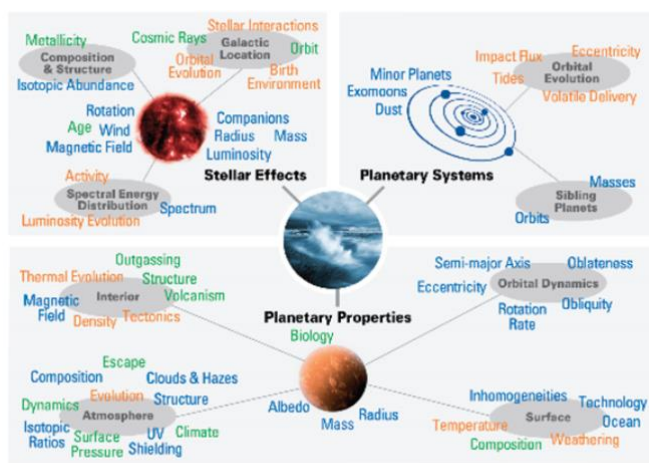 Metallicity
Composition
& Structure
Isotopic Abundance
Cosmic Rays
Stellar Interactions
Galactic
Location
Orbit
Orbital
Evolution
Birth
Environment
Rotation
Age
Wind
Magnetic Field
Companions
Radius
Mass
Luminosity
Activity
Spectral Energy
Distribution
Spectrum
Luminosity Evolution
Stellar Effects
Planetary Systems
Minor Planets
Exomoons
Dust
Impact Flux
Eccentricity
Orbital
Evolution
Tides
Volatile Delivery
Masses
Sibling
Planets
Orbits
Planetary Properties
Outgassing
Thermal Evolution
Structure
Interior
Volcanism
Magnetic
Field
Density
Tectonics
Semi-major Axis
Oblateness
Eccentricity
Orbital Dynamics
Rotation
Rate
Obliquity
Biology
Escape
Composition
Clouds & Hazes
Evolution
Structure
Dynamics
Atmosphere
Isotopic
Ratios
Surface
Pressure
UV
Shielding
Climate
Albedo
Mass
Radius
Inhomogeneities
Technology
Surface
Ocean
Temperature
Composition
Weathering